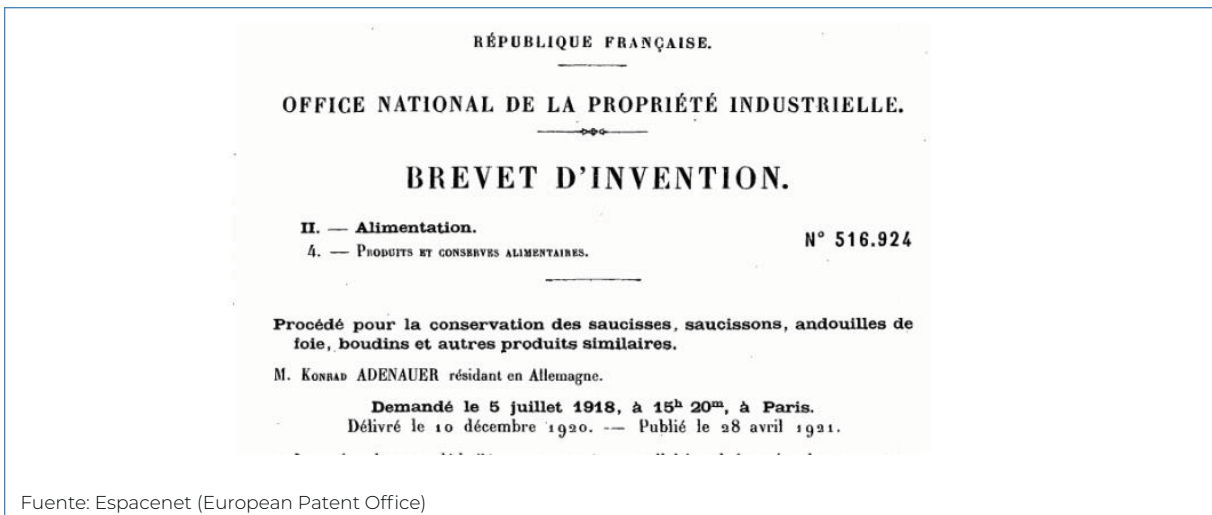 RÉPUBLIQUE FRANÇAISE.
OFFICE NATIONAL DE LA PROPRIÉTÉ INDUSTRIELLE.
BREVET D'INVENTION.
II. — Alimentation.
4. — PRODUITS ET CONSERVES ALIMENTAIRES.
N° 516.924
Procédé pour la conservation des saucisses, saucissons, andouilles de
foie, boudins et autres produits similaires.
M. KONRAD ADENAUER résidant en Allemagne.
Demandé le 5 juillet 1918, à 15h 20m, à Paris.
Délivré le 10 décembre 1920. — Publié le 28 avril 1921.
Fuente: Espacenet (European Patent Office)